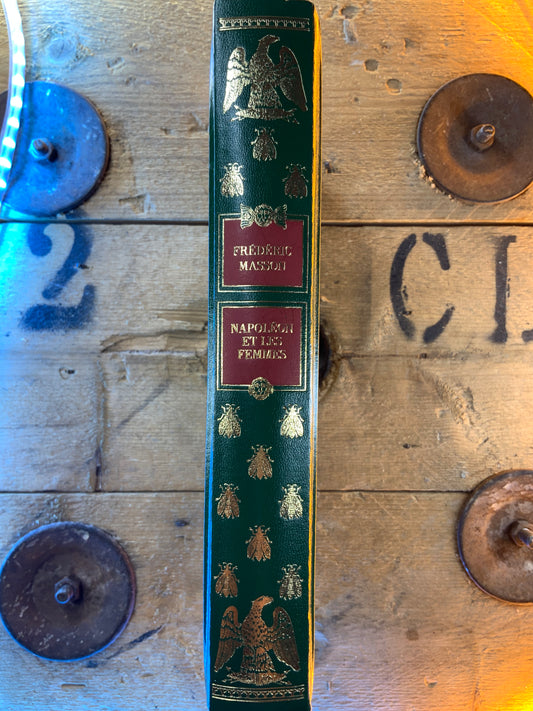 FRÉDÉRIC
MASSON
NAPOLÉON
ET LES
FEMMES
2
CL